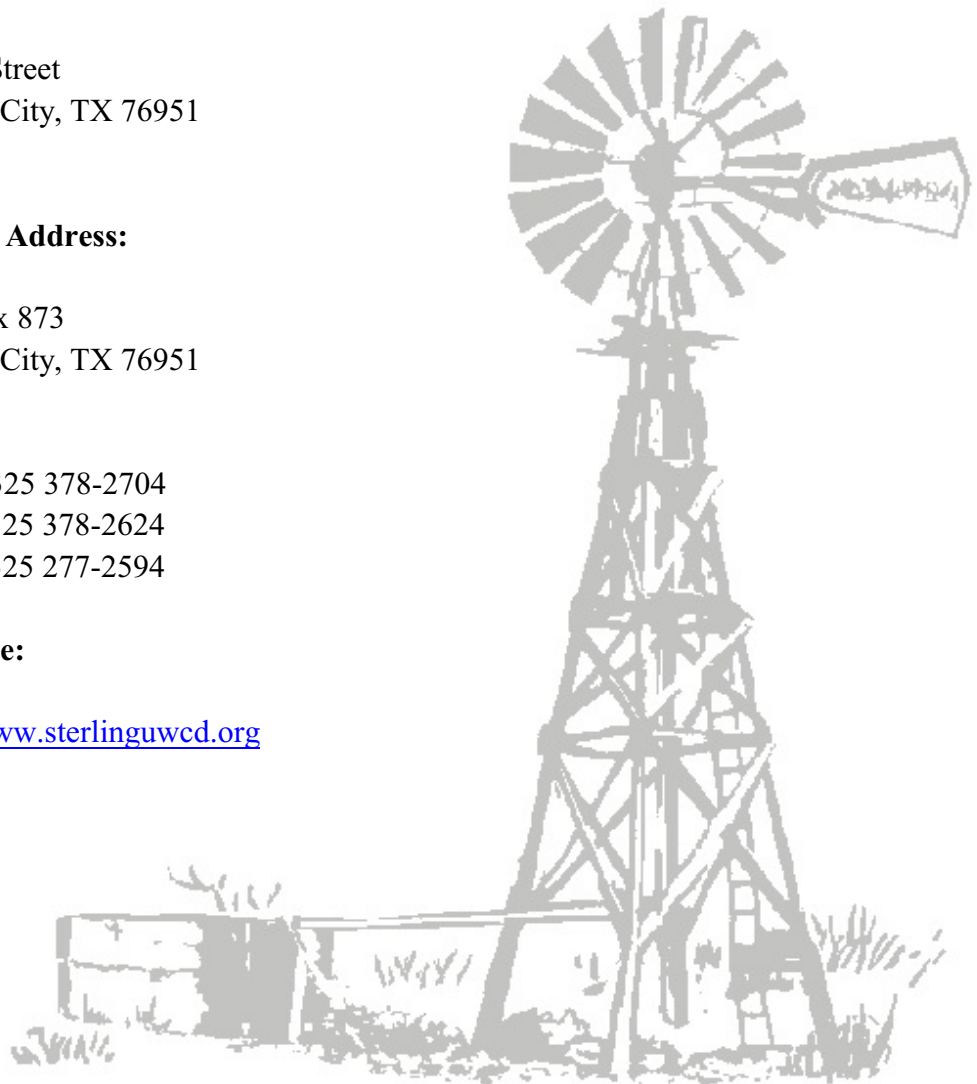 Street
City, TX 76951
Address:
x 873
City, TX 76951
325 378-2704
25 378-2624
25 277-2594
e:
ww.sterlinguwcd.org